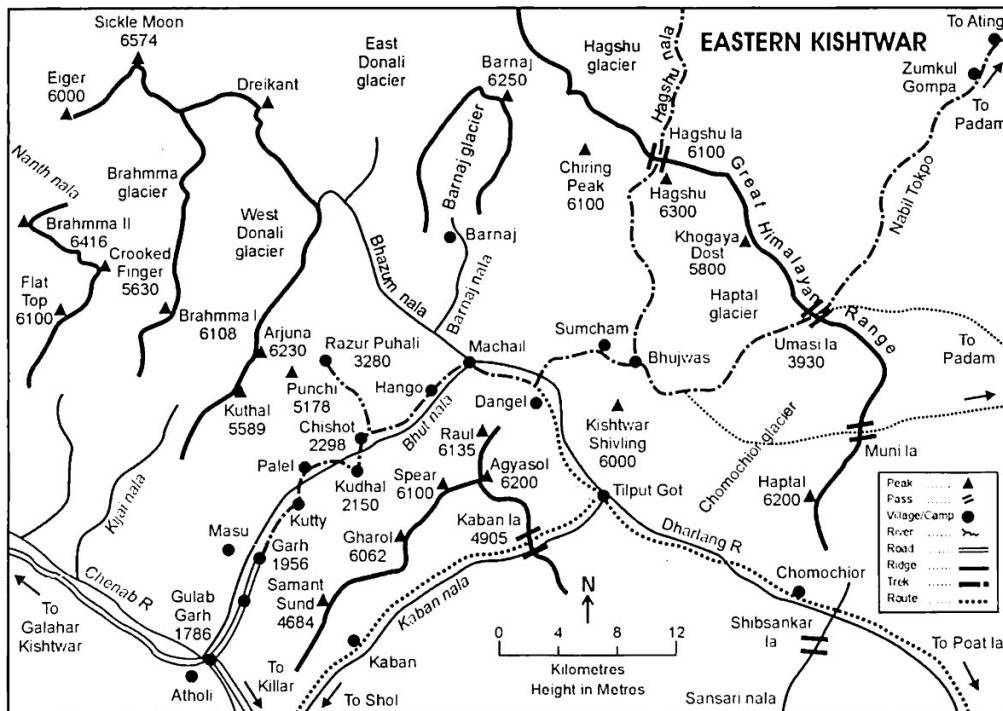 EASTERN KISHTWAR
Sickle Moon
6574
Eiger
6000
Dreikant
East
Donali
glacier
Barnaj
6250
Hagshu
glacier
Hagshu nala
To Ating
Zumkul
Gompa
To
Padam
Nanth nala
Brahmma
glacier
Barnaj glacier
Hagshu la
6100
Chiring
Peak
6100
Hagshu
6300
Great Himalayan Range
Nabil Tokpo
Brahmma II
6416
West
Donali
glacier
Barnaj
Khogaya
Dost
5800
Crooked
Finger
5630
Flat
Top
6100
Brahmma I
6108
Bhazum nala
Barnaj nala
Haptal
glacier
Umasi la
3930
To
Padam
Arjuna
6230
Razur Puhali
3280
Machail
Sumcham
Bhujwas
Punchi
5178
Hango
Dangel
Kuthal
5589
Chishot
2298
Bhut nala
Raul
6135
Kishtwar
Shivling
6000
Chomochior glacier
Muni la
Palel
Kudhal
2150
Spear
6100
Agyasol
6200
Tilput Got
Haptal
6200
Kijai nala
Kutty
Masu
Garh
1956
Gharol
6062
Kaban la
4905
Dharlang R
Chenab R
Gulab
Garh
1786
Samant
Sund
4684
Kaban nala
Chomochior
To
Galahar
Kishtwar
Atholi
To
Killar
Kaban
To Shol
Shibsankar
la
Sansari nala
To Poat la
N
0 4 8 12
Kilometres
Height in Metros
Peak
Pass
Village/Camp
River
Road
Ridge
Trek
Route